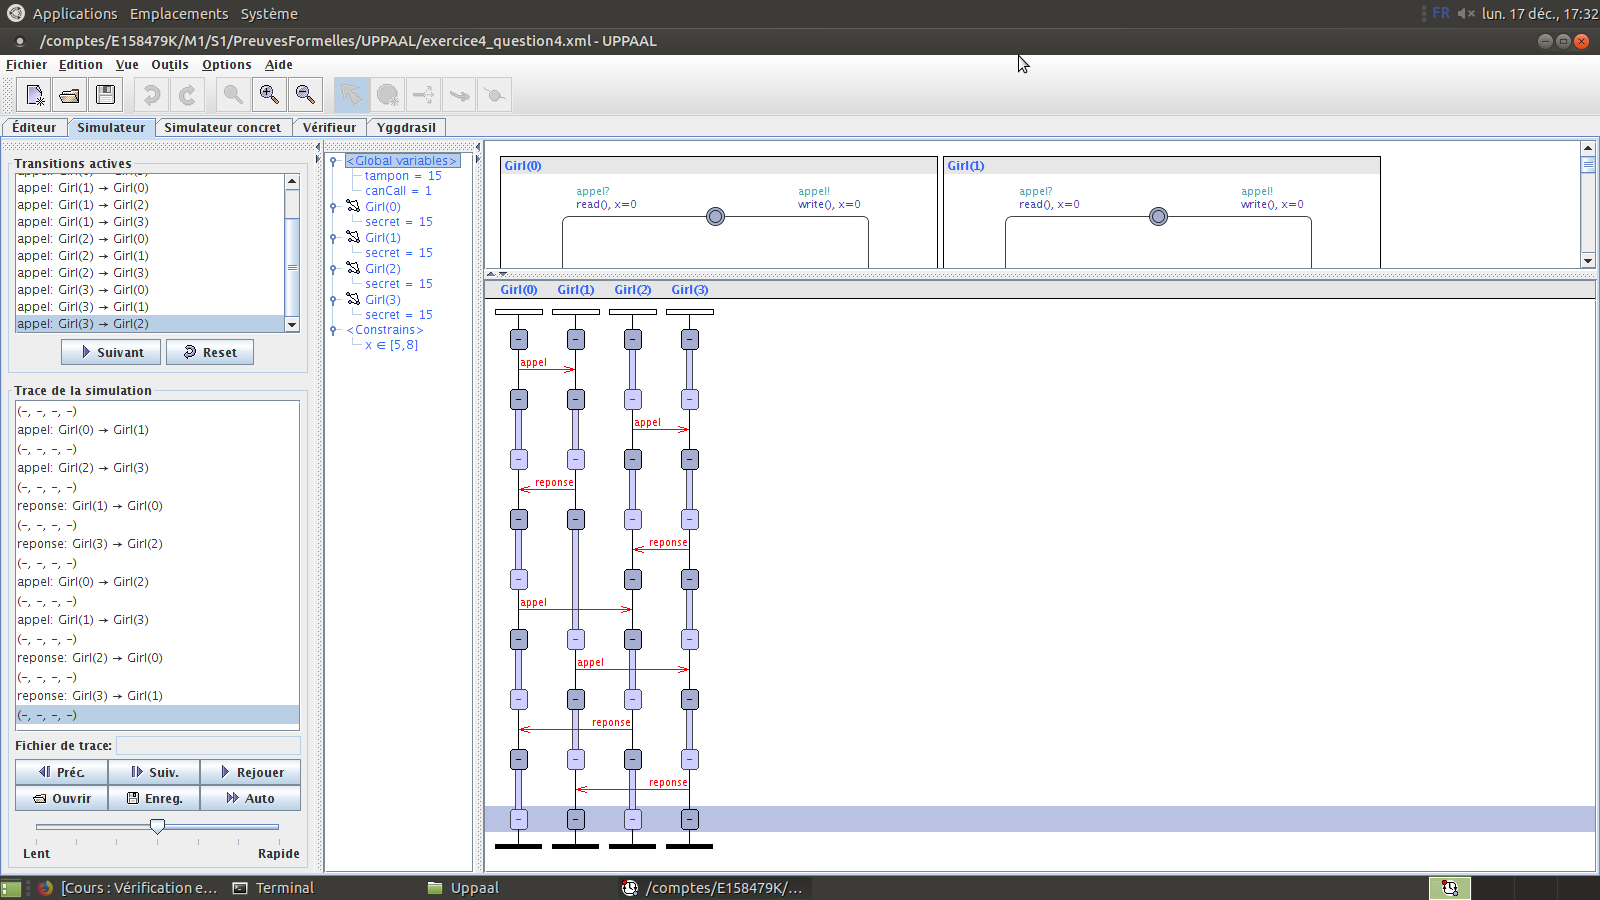 Applications Emplacements Système FR lun. 17 déc., 17:32
/comptes/E158479K/M1/S1/PreuvesFormelles/UPPAAL/exercice4_question4.xml - UPPAAL
Fichier Edition Vue Outils Options Aide
Éditeur Simulateur Simulateur concret Vérifieur Yggdrasil
Transitions actives
appel: Girl(1) → Girl(0)
appel: Girl(1) → Girl(2)
appel: Girl(1) → Girl(3)
appel: Girl(2) → Girl(0)
appel: Girl(2) → Girl(1)
appel: Girl(2) → Girl(3)
appel: Girl(3) → Girl(0)
appel: Girl(3) → Girl(1)
appel: Girl(3) → Girl(2)
Suivant Reset
Trace de la simulation
(-, -, -, -)
appel: Girl(0) → Girl(1)
(-, -, -, -)
appel: Girl(2) → Girl(3)
(-, -, -, -)
reponse: Girl(1) → Girl(0)
(-, -, -, -)
reponse: Girl(3) → Girl(2)
(-, -, -, -)
appel: Girl(0) → Girl(2)
(-, -, -, -)
appel: Girl(1) → Girl(3)
(-, -, -, -)
reponse: Girl(2) → Girl(0)
(-, -, -, -)
reponse: Girl(3) → Girl(1)
(-, -, -, -)
Fichier de trace:
Préc. Suiv. Rejouer
Ouvrir Enreg. Auto
Lent Rapide
<Global variables>
tampon = 15
canCall = 1
Girl(0)
secret = 15
Girl(1)
secret = 15
Girl(2)
secret = 15
Girl(3)
secret = 15
<Constrains>
x ∈ [5,8]
Girl(0)
appel? appel!
read(), x=0 write(), x=0
Girl(1)
appel? appel!
read(), x=0 write(), x=0
Girl(0) Girl(1) Girl(2) Girl(3)
- - - -
appel
- - - -
appel
- - - -
reponse
- - - -
reponse
- - - -
appel
- - - -
appel
- - - -
reponse
- - - -
reponse
- - - -
[Cours : Vérification e... Terminal Uppaal /comptes/E158479K/...